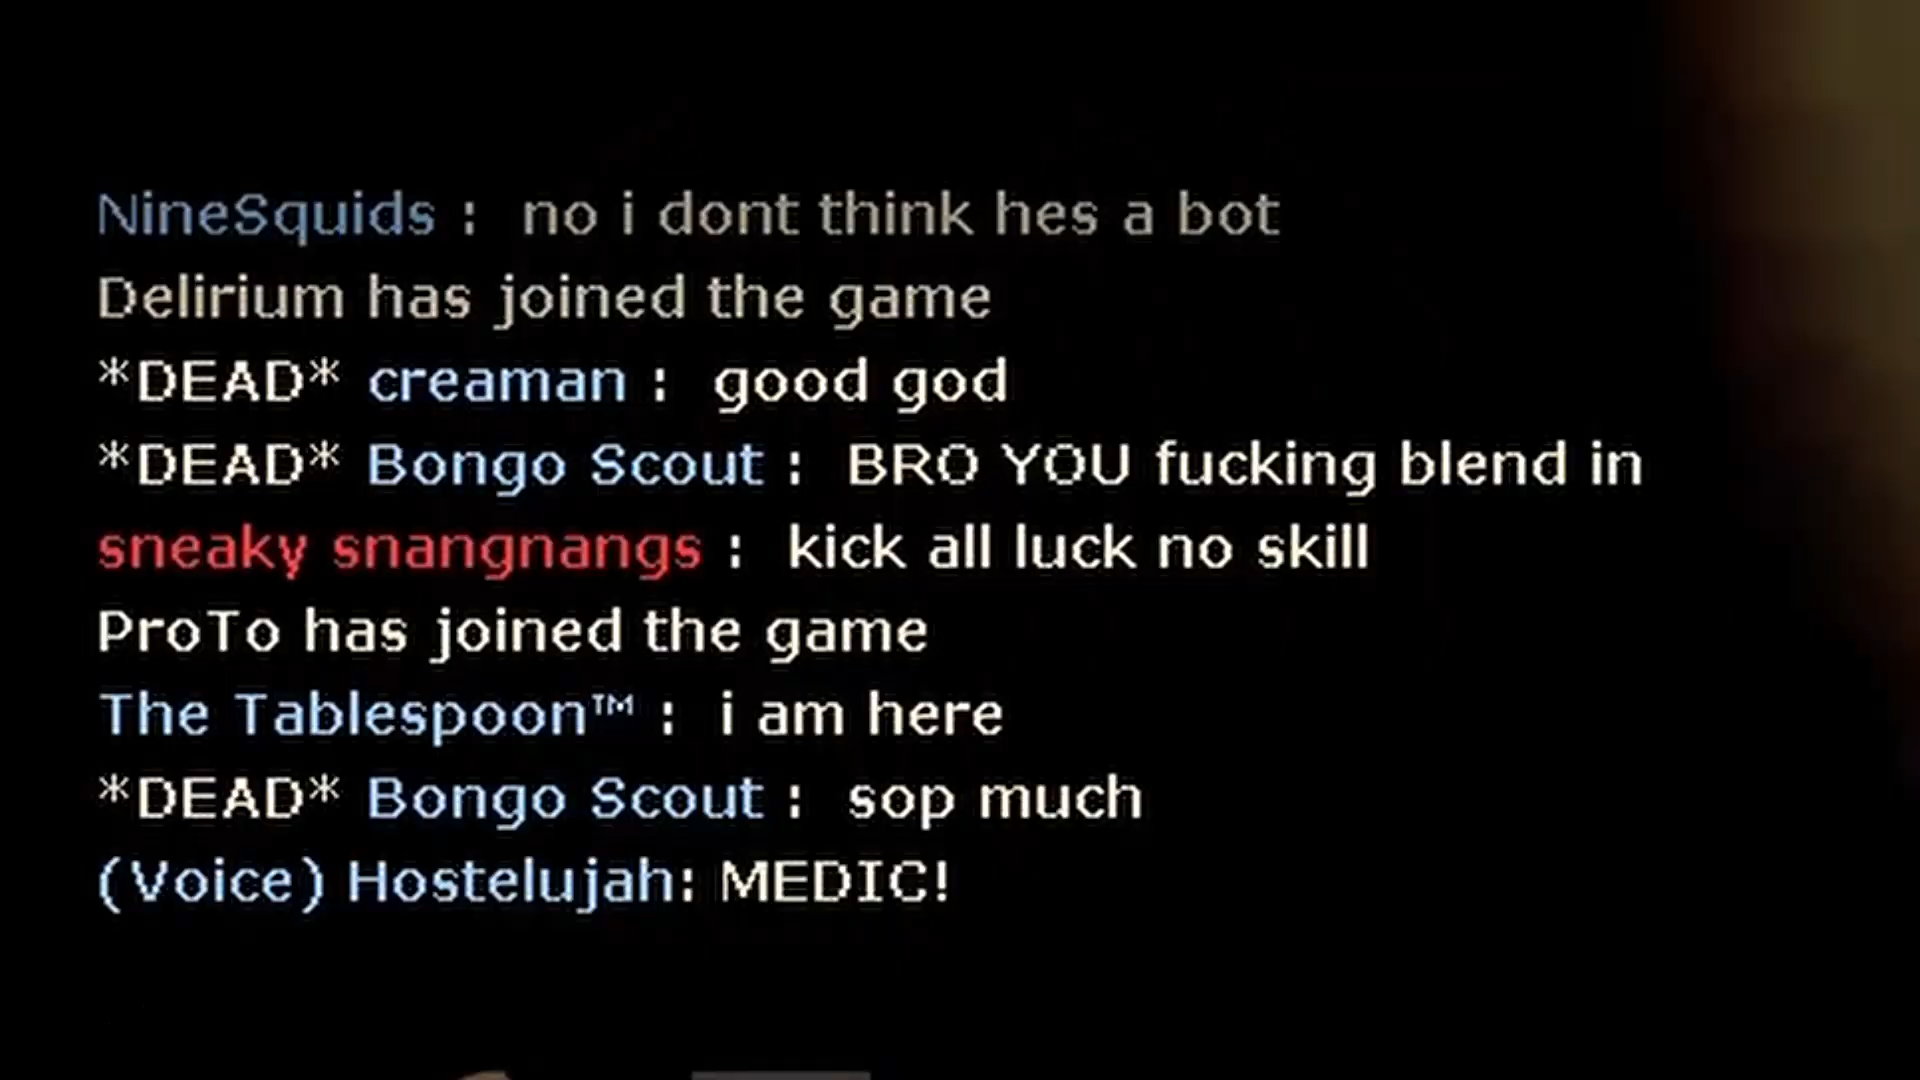 NineSquids :  no i dont think hes a bot
Delirium has joined the game
*DEAD* creaman :  good god
*DEAD* Bongo Scout :  BRO YOU fucking blend in
sneaky snangnangs :  kick all luck no skill
ProTo has joined the game
The Tablespoon™ :  i am here
*DEAD* Bongo Scout :  sop much
(Voice) Hostelujah: MEDIC!